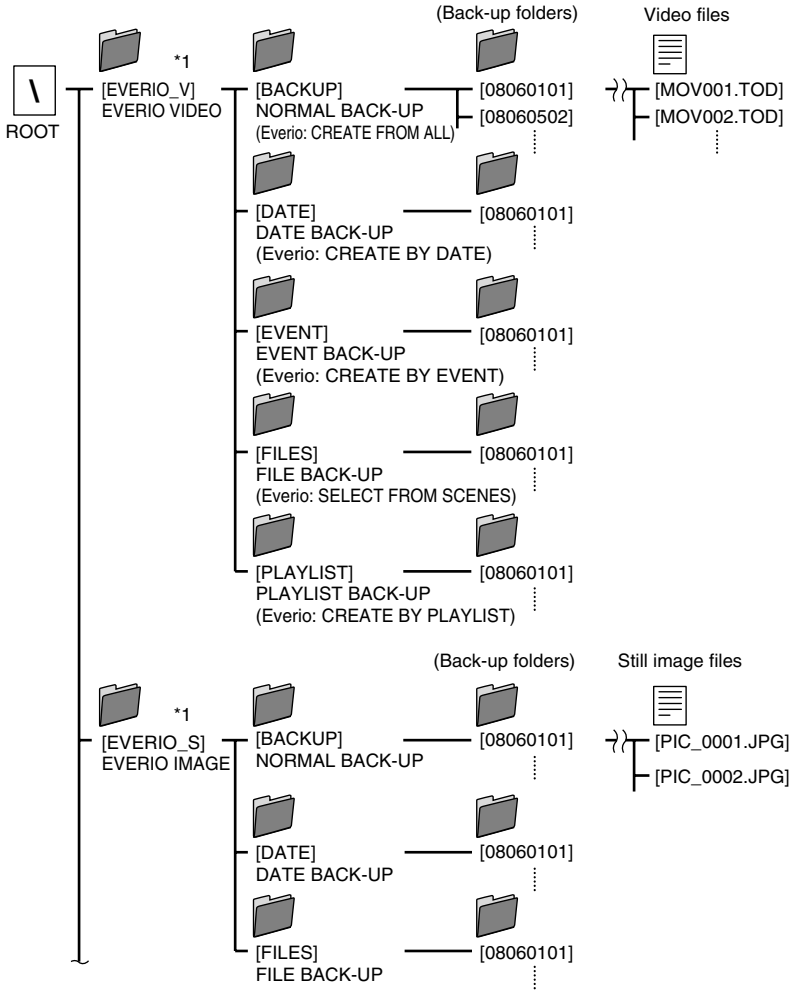 (Back-up folders) Video files
*1
\ [EVERIO_V] [BACKUP] [08060101] [MOV001.TOD]
ROOT EVERIO VIDEO NORMAL BACK-UP [08060502] [MOV002.TOD]
(Everio: CREATE FROM ALL)
[DATE] [08060101]
DATE BACK-UP
(Everio: CREATE BY DATE)
[EVENT] [08060101]
EVENT BACK-UP
(Everio: CREATE BY EVENT)
[FILES] [08060101]
FILE BACK-UP
(Everio: SELECT FROM SCENES)
[PLAYLIST] [08060101]
PLAYLIST BACK-UP
(Everio: CREATE BY PLAYLIST)
(Back-up folders) Still image files
*1
[EVERIO_S] [BACKUP] [08060101] [PIC_0001.JPG]
EVERIO IMAGE NORMAL BACK-UP [PIC_0002.JPG]
[DATE] [08060101]
DATE BACK-UP
[FILES] [08060101]
FILE BACK-UP